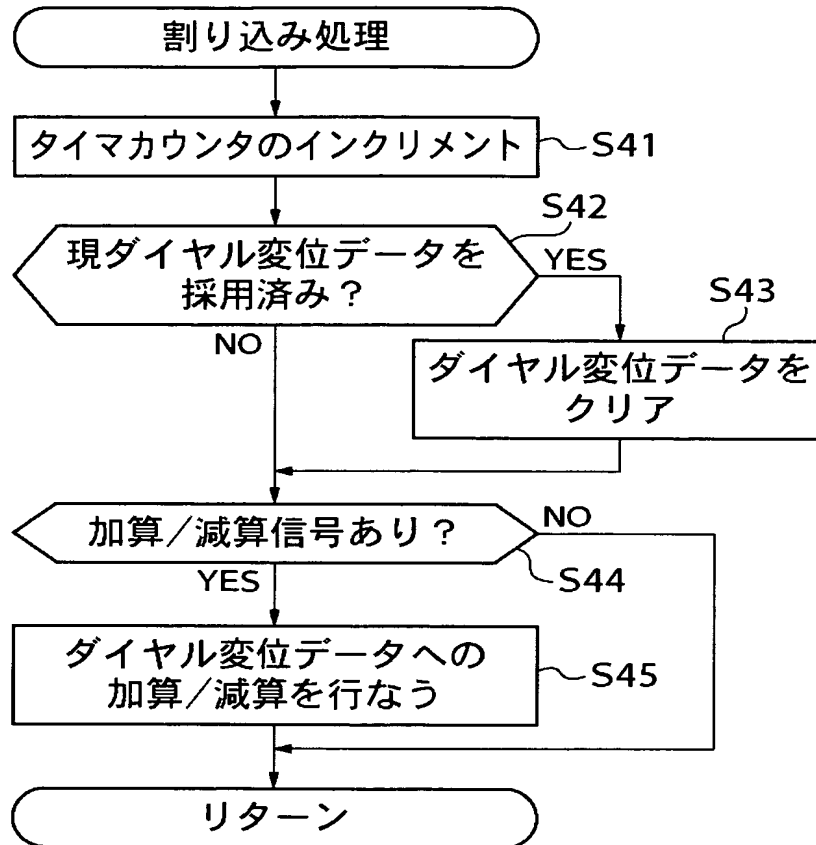 割り込み処理
タイマカウンタのインクリメント
S41
S42
現ダイヤル変位データを
採用済み？
YES
NO
S43
ダイヤル変位データを
クリア
加算／減算信号あり？
NO
YES
S44
ダイヤル変位データへの
加算／減算を行なう
S45
リターン